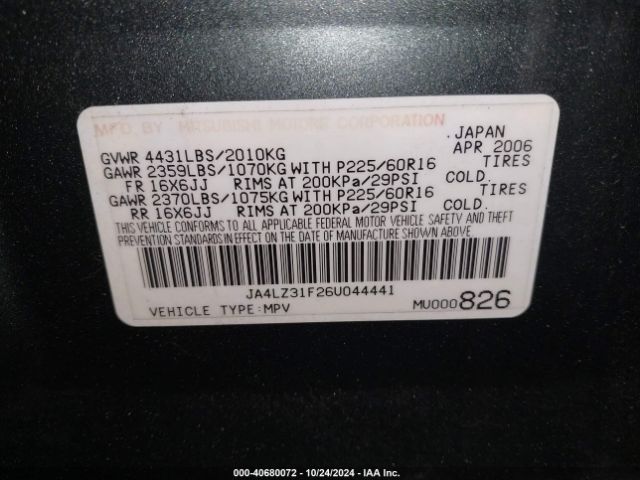 MFD. BY MITSUBISHI MOTORS CORPORATION
. JAPAN
GVWR 4431LBS/2010KG APR 2006
GAWR 2359LBS/1070KG WITH P225/60R16 TIRES
FR 16X6JJ RIMS AT 200KPa/29PSI COLD.
GAWR 2370LBS/1075KG WITH P225/60R16 TIRES
RR 16X6JJ RIMS AT 200KPa/29PSI COLD.
THIS VEHICLE CONFORMS TO ALL APPLICABLE FEDERAL MOTOR VEHICLE SAFETY AND THEFT
PREVENTION STANDARDS IN EFFECT ON THE DATE OF MANUFACTURE SHOWN ABOVE.
JA4LZ31F26U044441
VEHICLE TYPE:MPV MU000826
000-40680072 - 10/24/2024 - IAA Inc.